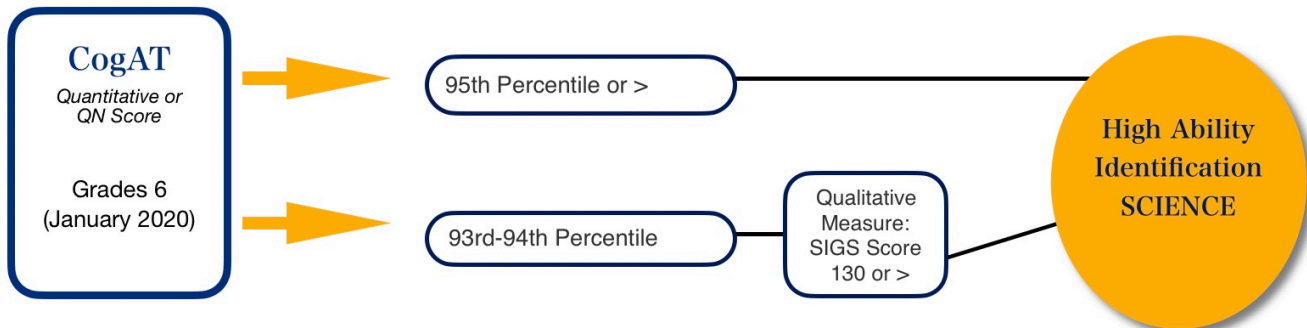 CogAT
Quantitative or
QN Score
Grades 6
(January 2020)
95th Percentile or >
93rd-94th Percentile
Qualitative
Measure:
SIGS Score
130 or >
High Ability
Identification
SCIENCE